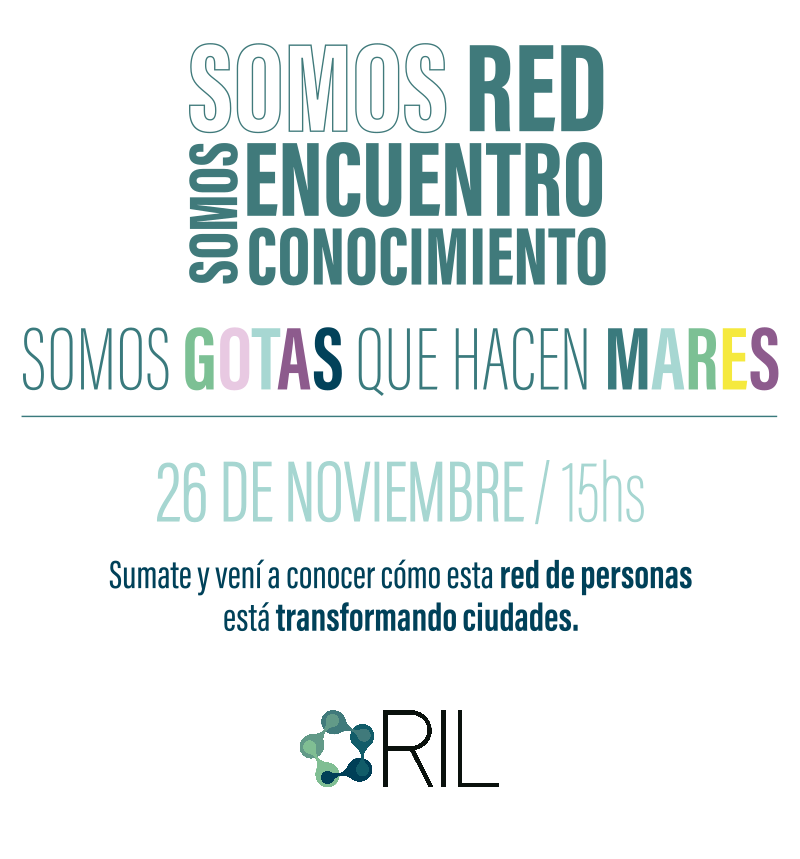 SOMOS RED
SOMOS ENCUENTRO
CONOCIMIENTO
SOMOS GOTAS QUE HACEN MARES
26 DE NOVIEMBRE / 15hs
Sumate y vení a conocer cómo esta red de personas
está transformando ciudades.
RIL